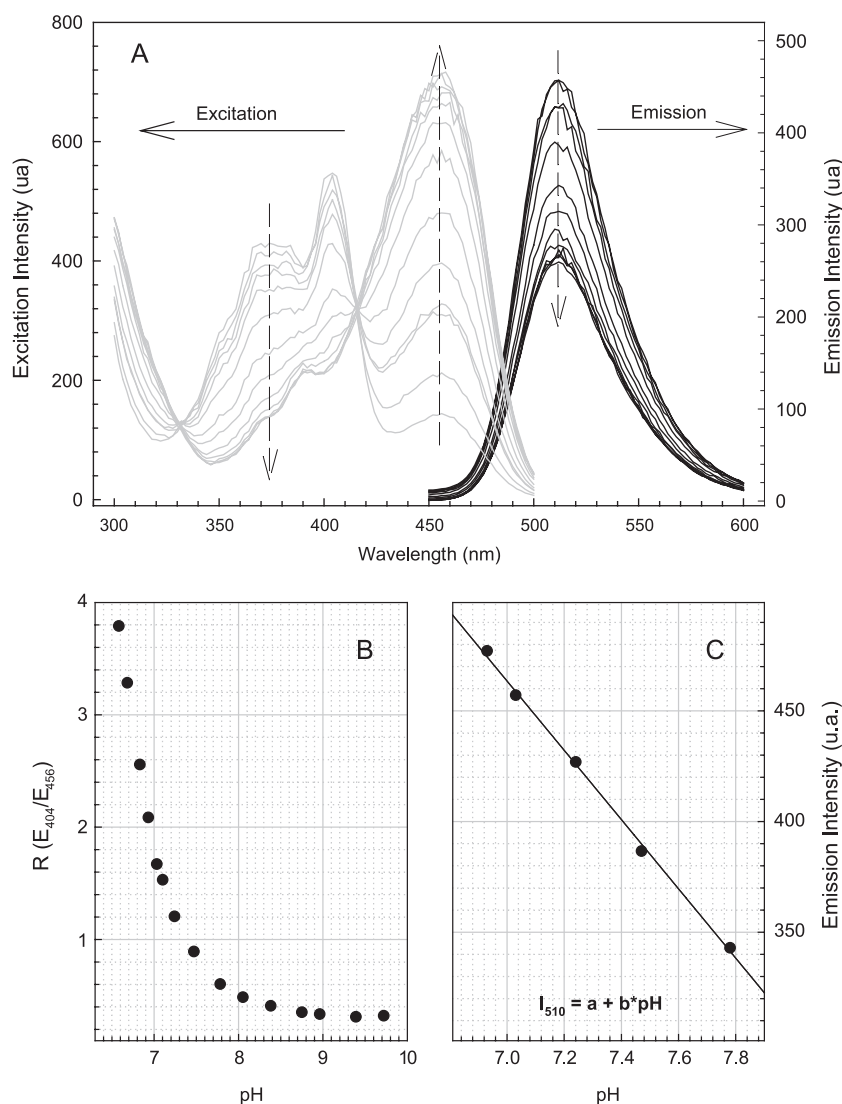 A
Excitation
Emission
800
600
400
200
0
Excitation Intensity (ua)
500
400
300
200
100
0
Emission Intensity (ua)
300 350 400 450 500 550 600
Wavelength (nm)
B
4
3
2
1
R (E404/E456)
7 8 9 10
pH
C
450
400
350
Emission Intensity (u.a.)
I510 = a + b*pH
7.0 7.2 7.4 7.6 7.8
pH